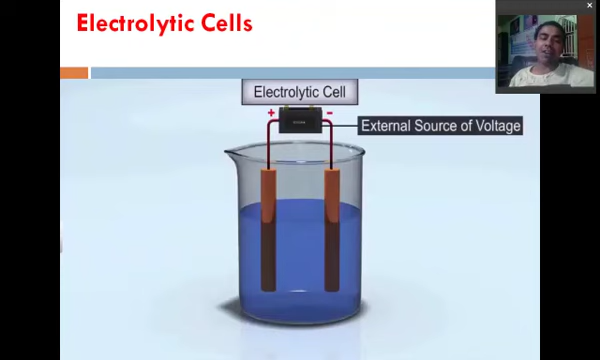 Electrolytic Cells
Electrolytic Cell
+ −
External Source of Voltage